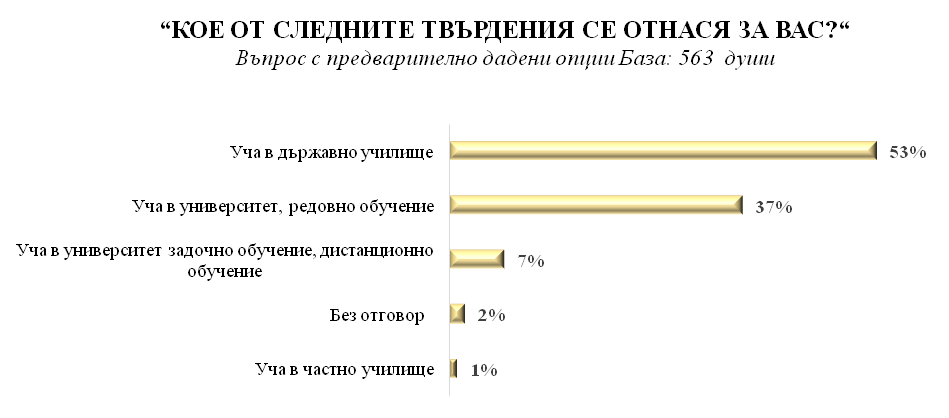 “КОЕ ОТ СЛЕДНИТЕ ТВЪРДЕНИЯ СЕ ОТНАСЯ ЗА ВАС?“
Въпрос с предварително дадени опции База: 563 души
Уча в държавно училище 53%
Уча в университет, редовно обучение 37%
Уча в университет задочно обучение, дистанционно
обучение 7%
Без отговор 2%
Уча в частно училище 1%